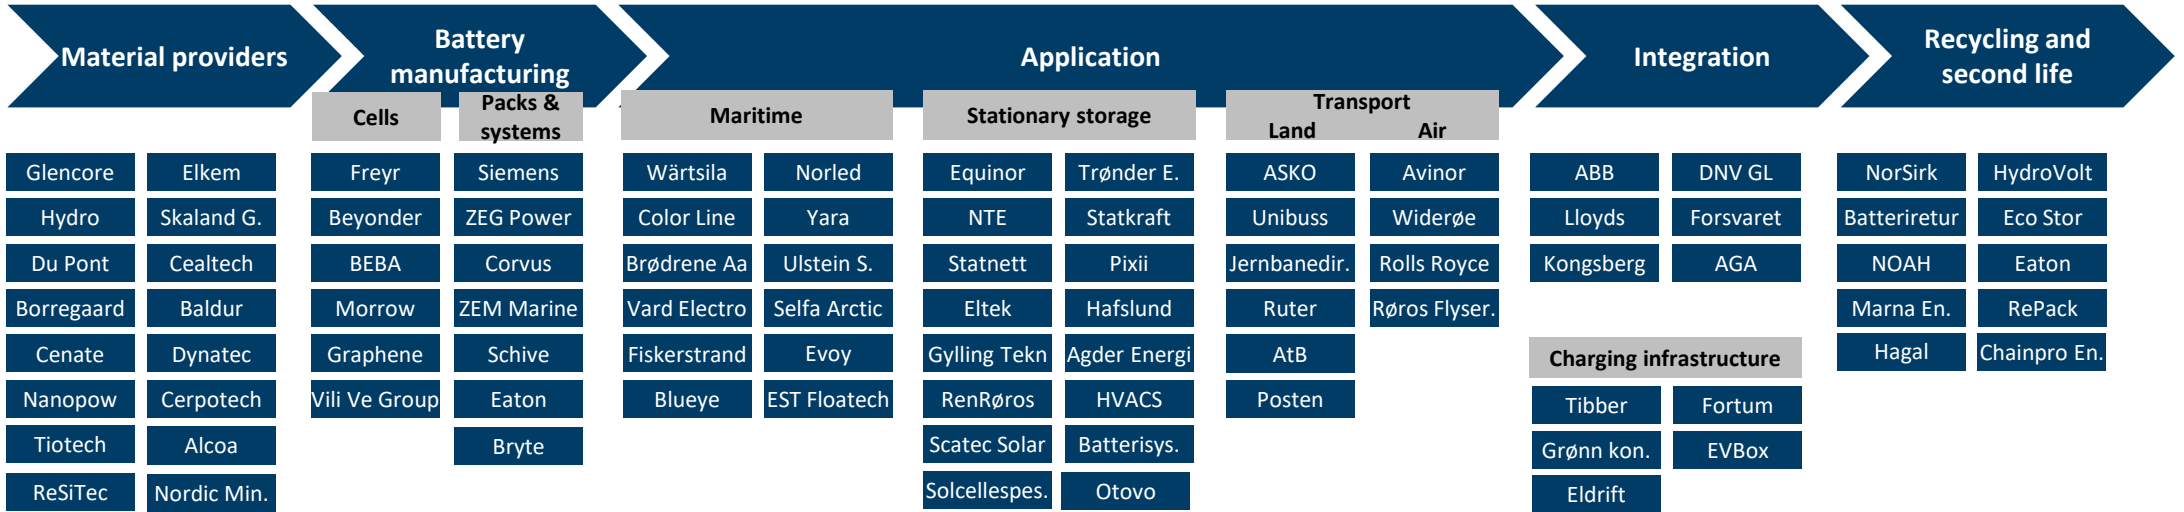 Material providers
Battery
manufacturing
Application
Integration
Recycling and
second life
Cells
Packs &
systems
Maritime
Stationary storage
Transport
Land Air
Glencore Elkem
Hydro Skaland G.
Du Pont Cealtech
Borregaard Baldur
Cenate Dynatec
Nanopow Cerpotech
Tiotech Alcoa
ReSiTec Nordic Min.
Freyr Siemens
Beyonder ZEG Power
BEBA Corvus
Morrow ZEM Marine
Graphene Schive
Vili Ve Group Eaton
Bryte
Wärtsila Norled
Color Line Yara
Brødrene Aa Ulstein S.
Vard Electro Selfa Arctic
Fiskerstrand Evoy
Blueye EST Floatech
Equinor Trønder E.
NTE Statkraft
Statnett Pixii
Eltek Hafslund
Gylling Tekn Agder Energi
RenRøros HVACS
Scatec Solar Batterisys.
Solcellespes. Otovo
ASKO Avinor
Unibuss Widerøe
Jernbanedir. Rolls Royce
Ruter Røros Flyser.
AtB
Posten
ABB DNV GL
Lloyds Forsvaret
Kongsberg AGA
Charging infrastructure
Tibber Fortum
Grønn kon. EVBox
Eldrift
NorSirk HydroVolt
Batteriretur Eco Stor
NOAH Eaton
Marna En. RePack
Hagal Chainpro En.